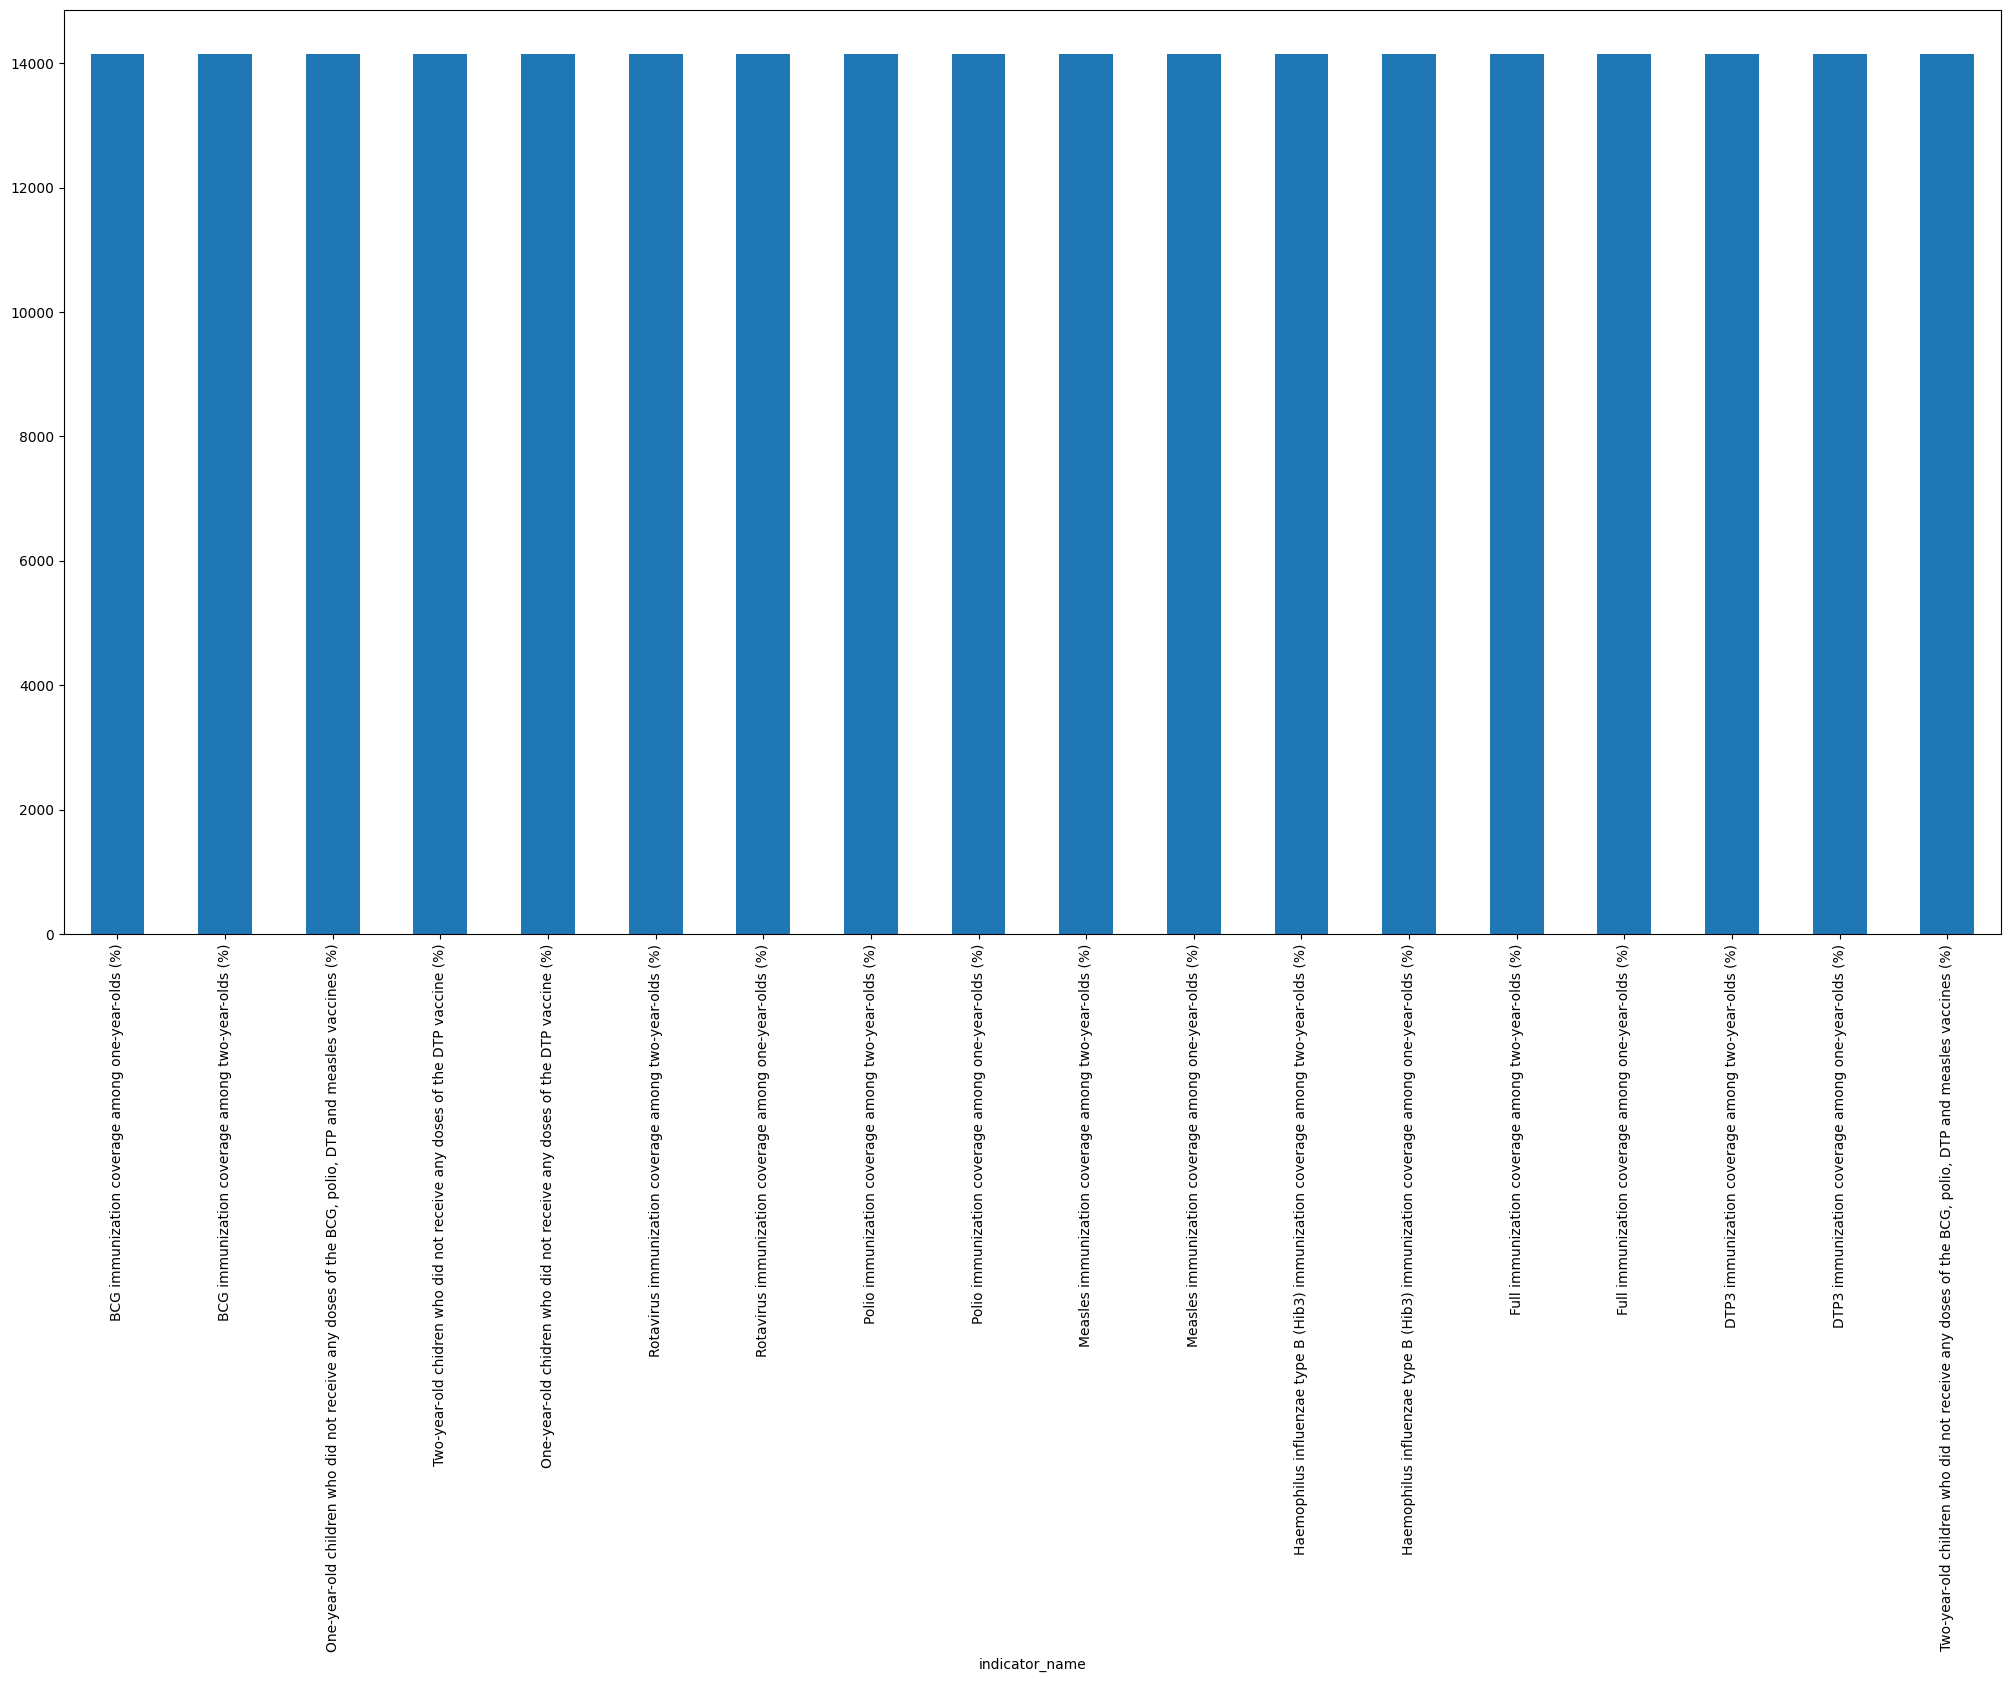 14000
12000
10000
8000
6000
4000
2000
0
BCG immunization coverage among one-year-olds (%)
BCG immunization coverage among two-year-olds (%)
One-year-old children who did not receive any doses of the BCG, polio, DTP and measles vaccines (%)
Two-year-old chidren who did not receive any doses of the DTP vaccine (%)
One-year-old chidren who did not receive any doses of the DTP vaccine (%)
Rotavirus immunization coverage among two-year-olds (%)
Rotavirus immunization coverage among one-year-olds (%)
Polio immunization coverage among two-year-olds (%)
Polio immunization coverage among one-year-olds (%)
Measles immunization coverage among two-year-olds (%)
Measles immunization coverage among one-year-olds (%)
Haemophilus influenzae type B (Hib3) immunization coverage among two-year-olds (%)
Haemophilus influenzae type B (Hib3) immunization coverage among one-year-olds (%)
Full immunization coverage among two-year-olds (%)
Full immunization coverage among one-year-olds (%)
DTP3 immunization coverage among two-year-olds (%)
DTP3 immunization coverage among one-year-olds (%)
Two-year-old children who did not receive any doses of the BCG, polio, DTP and measles vaccines (%)
indicator_name